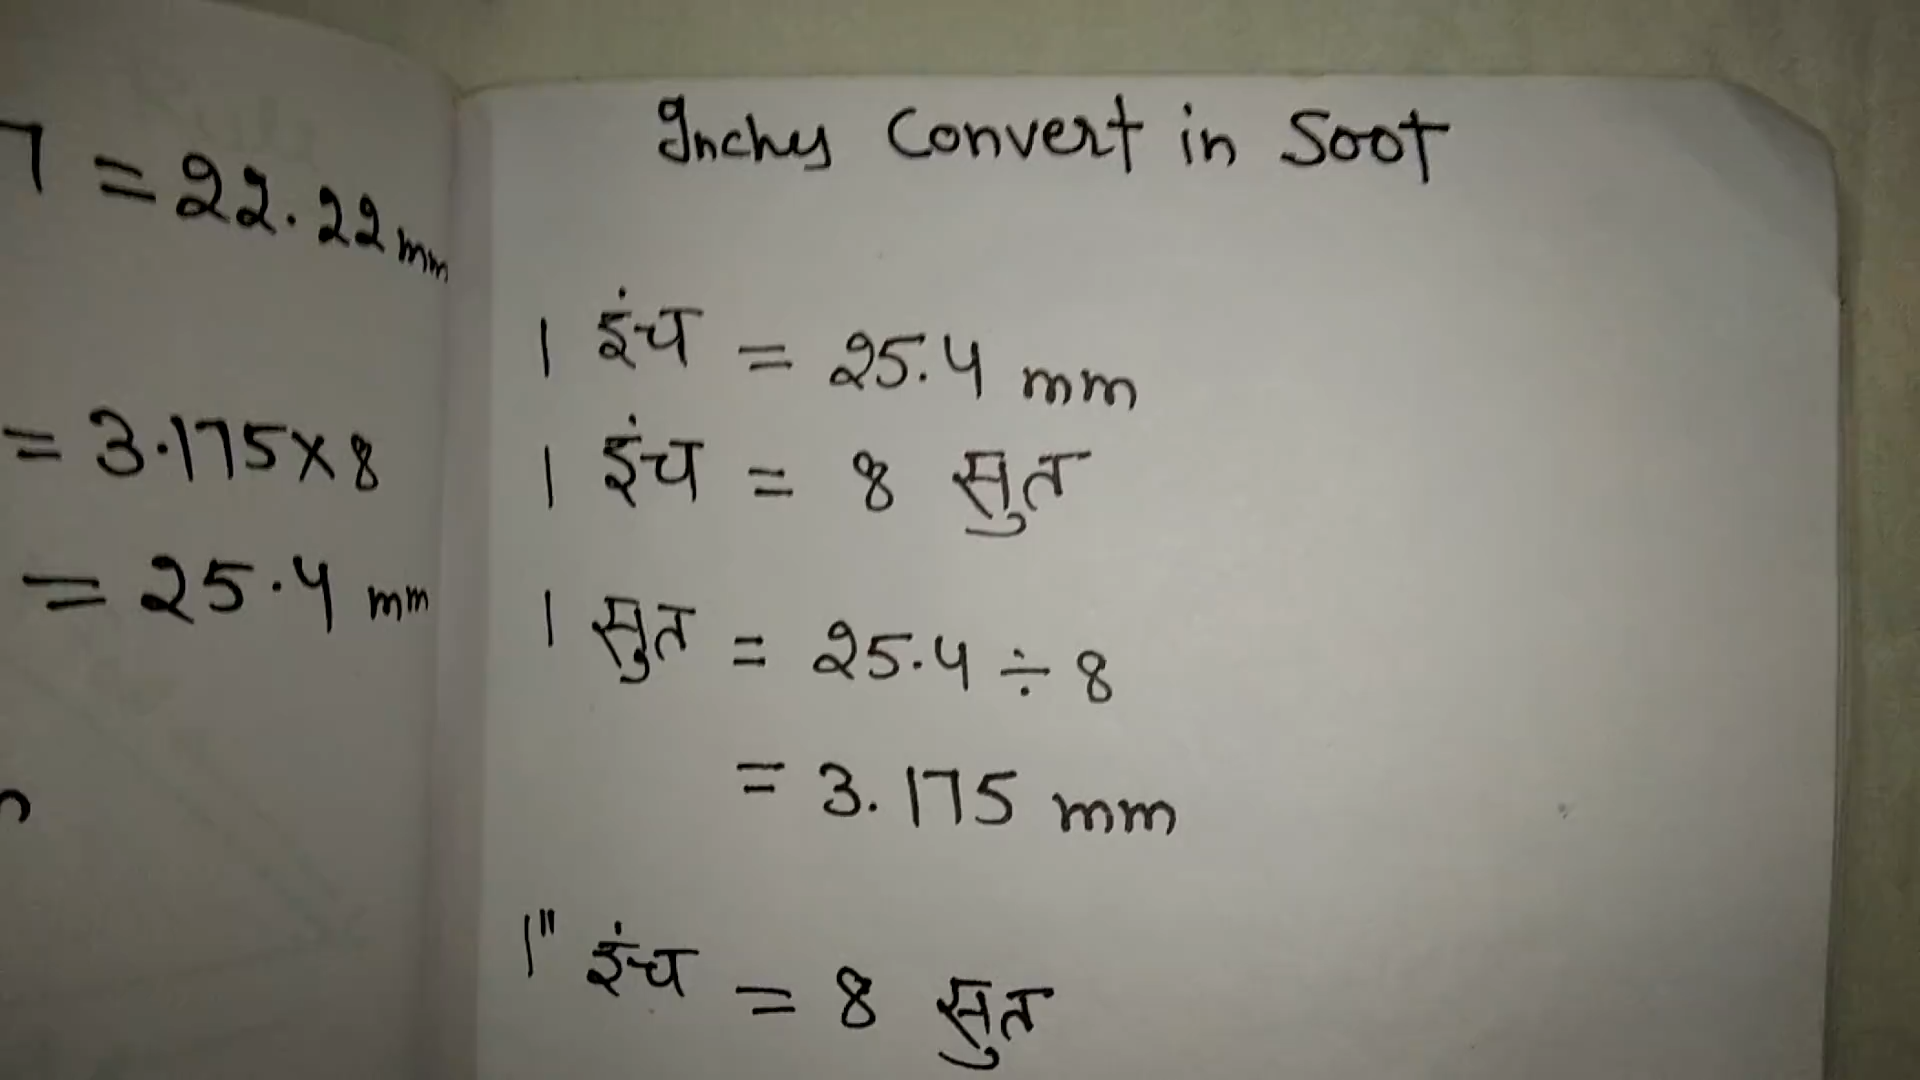 7 = 22.22 mm
= 3.175 x 8
= 25.4 mm
Inchy Convert in Soot
1 इंच = 25.4 mm
1 इंच = 8 सुत
1 सुत = 25.4 ÷ 8
= 3.175 mm
1" इंच = 8 सुत